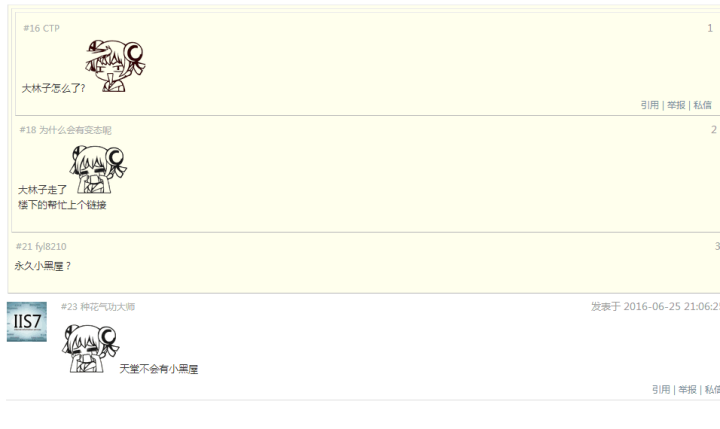 #16 CTP 1
大林子怎么了?
引用 | 举报 | 私信
#18 为什么会有变态呢 2
大林子走了
楼下的帮忙上个链接
#21 fyl8210 3
永久小黑屋？
IIS7
#23 种花气功大师 发表于 2016-06-25 21:06:25
天堂不会有小黑屋
引用 | 举报 | 私信